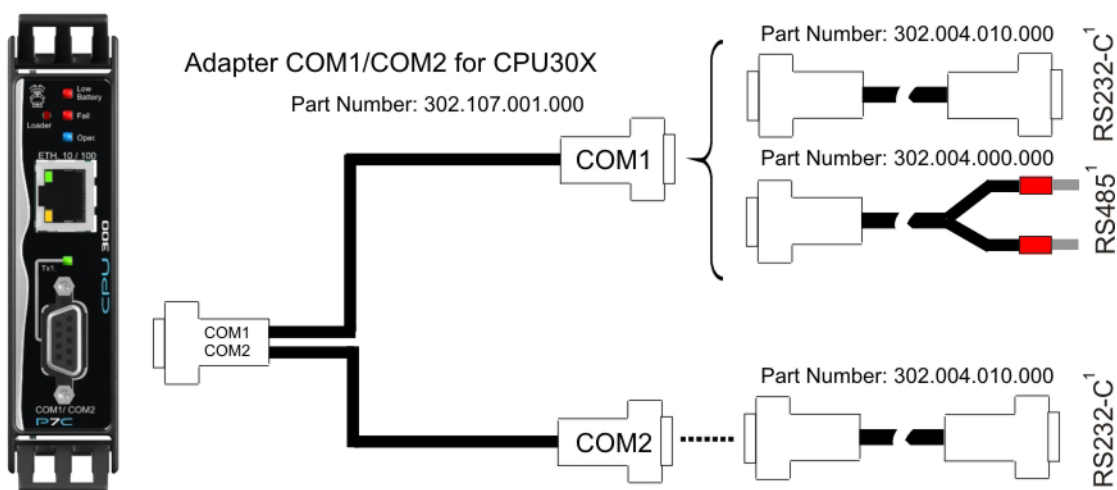 Low
Battery
Fail
Loader
Oper.
ETH. 10 / 100
CPU 300
Tx1.
COM1/ COM2
P7C
Adapter COM1/COM2 for CPU30X
Part Number: 302.107.001.000
COM1
COM2
COM1
COM2
Part Number: 302.004.010.000
RS232-C¹
Part Number: 302.004.000.000
RS485¹
Part Number: 302.004.010.000
RS232-C¹